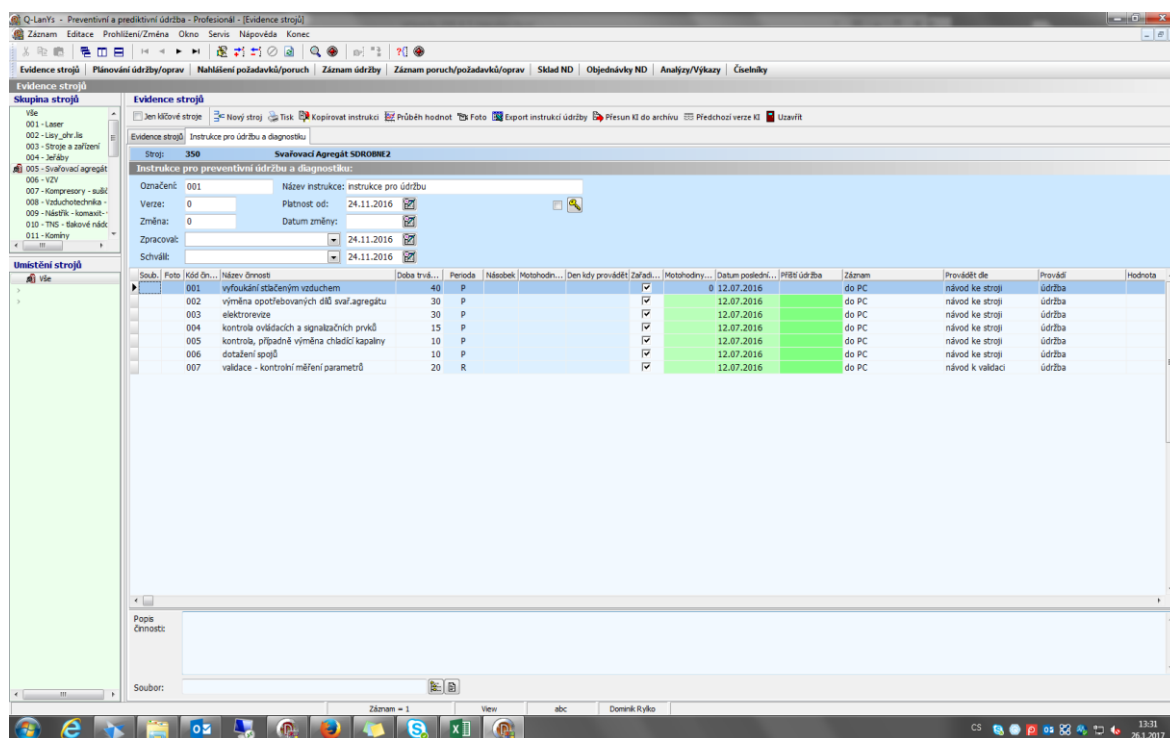 Q-LanYs - Preventivní a prediktivní údržba - Profesionál - [Evidence strojů]
Záznam Editace Prohlížení/Změna Okno Servis Nápověda Konec
Evidence strojů Plánování údržby/oprav Nahlášení požadavků/poruch Záznam údržby Záznam poruch/požadavků/oprav Sklad ND Objednávky ND Analýzy/Výkazy Číselníky
Evidence strojů
Skupina strojů
Vše
001 - Laser
002 - Lisy_ohr.lis
003 - Stroje a zařízení
004 - Jeřáby
005 - Svařovací agregát
006 - VZV
007 - Kompresory - sušič
008 - Vzduchotechnika -
009 - Nástřik - komaxit-
010 - TNS - tlakové nádc
011 - Komíny
Umístění strojů
Vše
Evidence strojů
Jen klíčové stroje Nový stroj Tisk Kopírovat instrukci Průběh hodnot Foto Export instrukcí údržby Přesun KI do archívu Předchozí verze KI Uzavřít
Evidence strojů Instrukce pro údržbu a diagnostiku
Stroj: 350 Svařovací Agregát SDROBNE2
Instrukce pro preventivní údržbu a diagnostiku:
Označení: 001 Název instrukce: instrukce pro údržbu
Verze: 0 Platnost od: 24.11.2016
Změna: 0 Datum změny:
Zpracoval: 24.11.2016
Schválil: 24.11.2016
Soub. Foto Kód čin... Název činnosti Doba trvá... Perioda Násobek Motohodin... Den kdy provádět Zařadi... Motohodiny... Datum poslední... Příští údržba Záznam Provádět dle Provádí Hodnota
001 vyfoukání stlačeným vzduchem 40 P 0 12.07.2016 do PC návod ke stroji údržba
002 výměna opotřebovaných dílů svař.agregátu 30 P 12.07.2016 do PC návod ke stroji údržba
003 elektrorevize 30 P 12.07.2016 do PC návod ke stroji údržba
004 kontrola ovládacích a signalizačních prvků 15 P 12.07.2016 do PC návod ke stroji údržba
005 kontrola, případně výměna chladící kapaliny 10 P 12.07.2016 do PC návod ke stroji údržba
006 dotažení spojů 10 P 12.07.2016 do PC návod ke stroji údržba
007 validace - kontrolní měření parametrů 20 R 12.07.2016 do PC návod k validaci údržba
Popis činnosti:
Soubor:
Záznam = 1 View abc Dominik Rylko
CS 13:31
26.1.2017